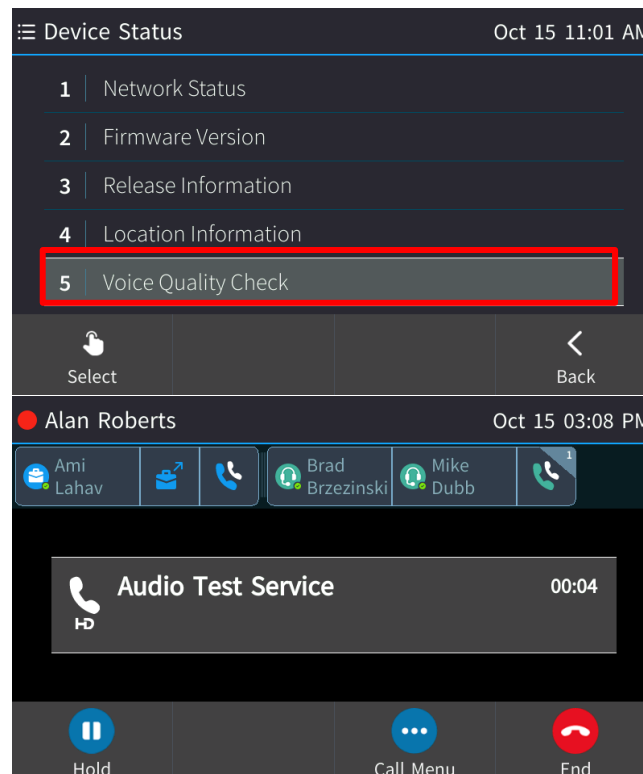 Device Status
Oct 15 11:01 AM
1 Network Status
2 Firmware Version
3 Release Information
4 Location Information
5 Voice Quality Check
Select
Back
Alan Roberts
Oct 15 03:08 PM
Ami
Lahav
Brad
Brzezinski
Mike
Dubb
1
Audio Test Service
00:04
HD
Hold
Call Menu
End